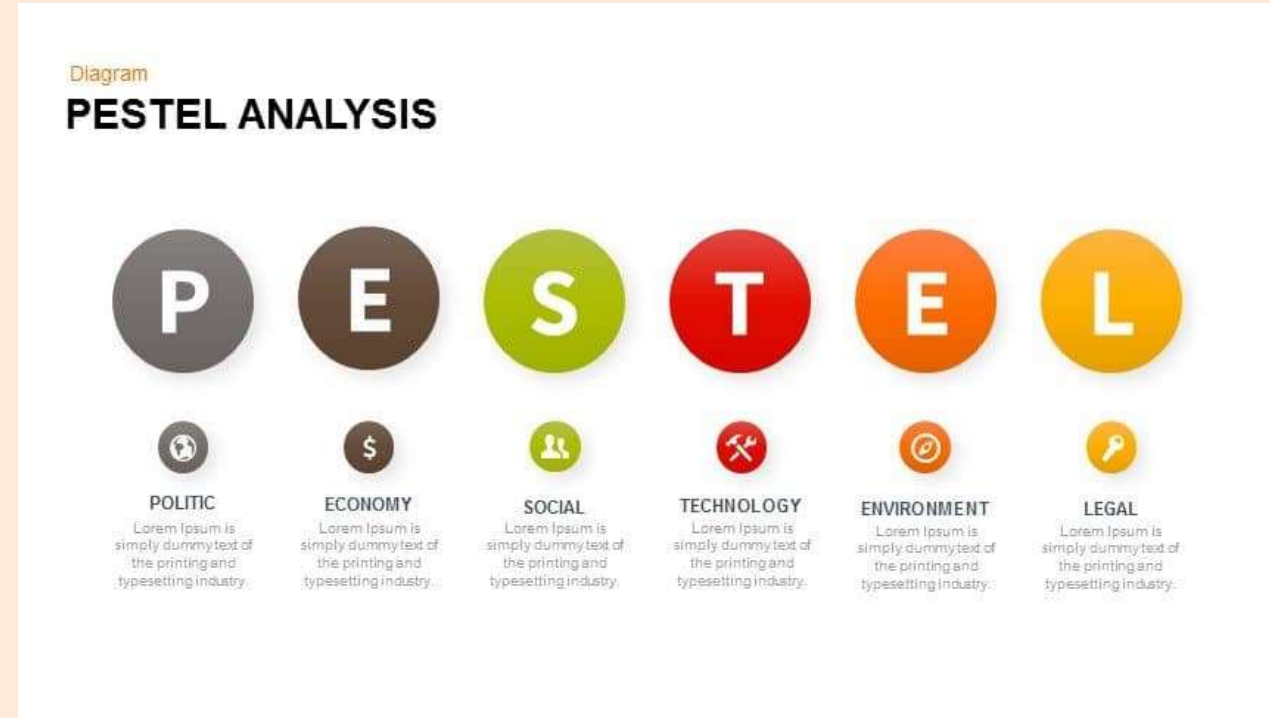 Diagram
PESTEL ANALYSIS
P E S T E L
$
POLITIC
Lorem Ipsum is
simply dummy text of
the printing and
typesetting industry.
ECONOMY
Lorem Ipsum is
simply dummy text of
the printing and
typesetting industry.
SOCIAL
Lorem Ipsum is
simply dummy text of
the printing and
typesetting industry.
TECHNOLOGY
Lorem Ipsum is
simply dummy text of
the printing and
typesetting industry.
ENVIRONMENT
Lorem Ipsum is
simply dummy text of
the printing and
typesetting industry.
LEGAL
Lorem Ipsum is
simply dummy text of
the printing and
typesetting industry.